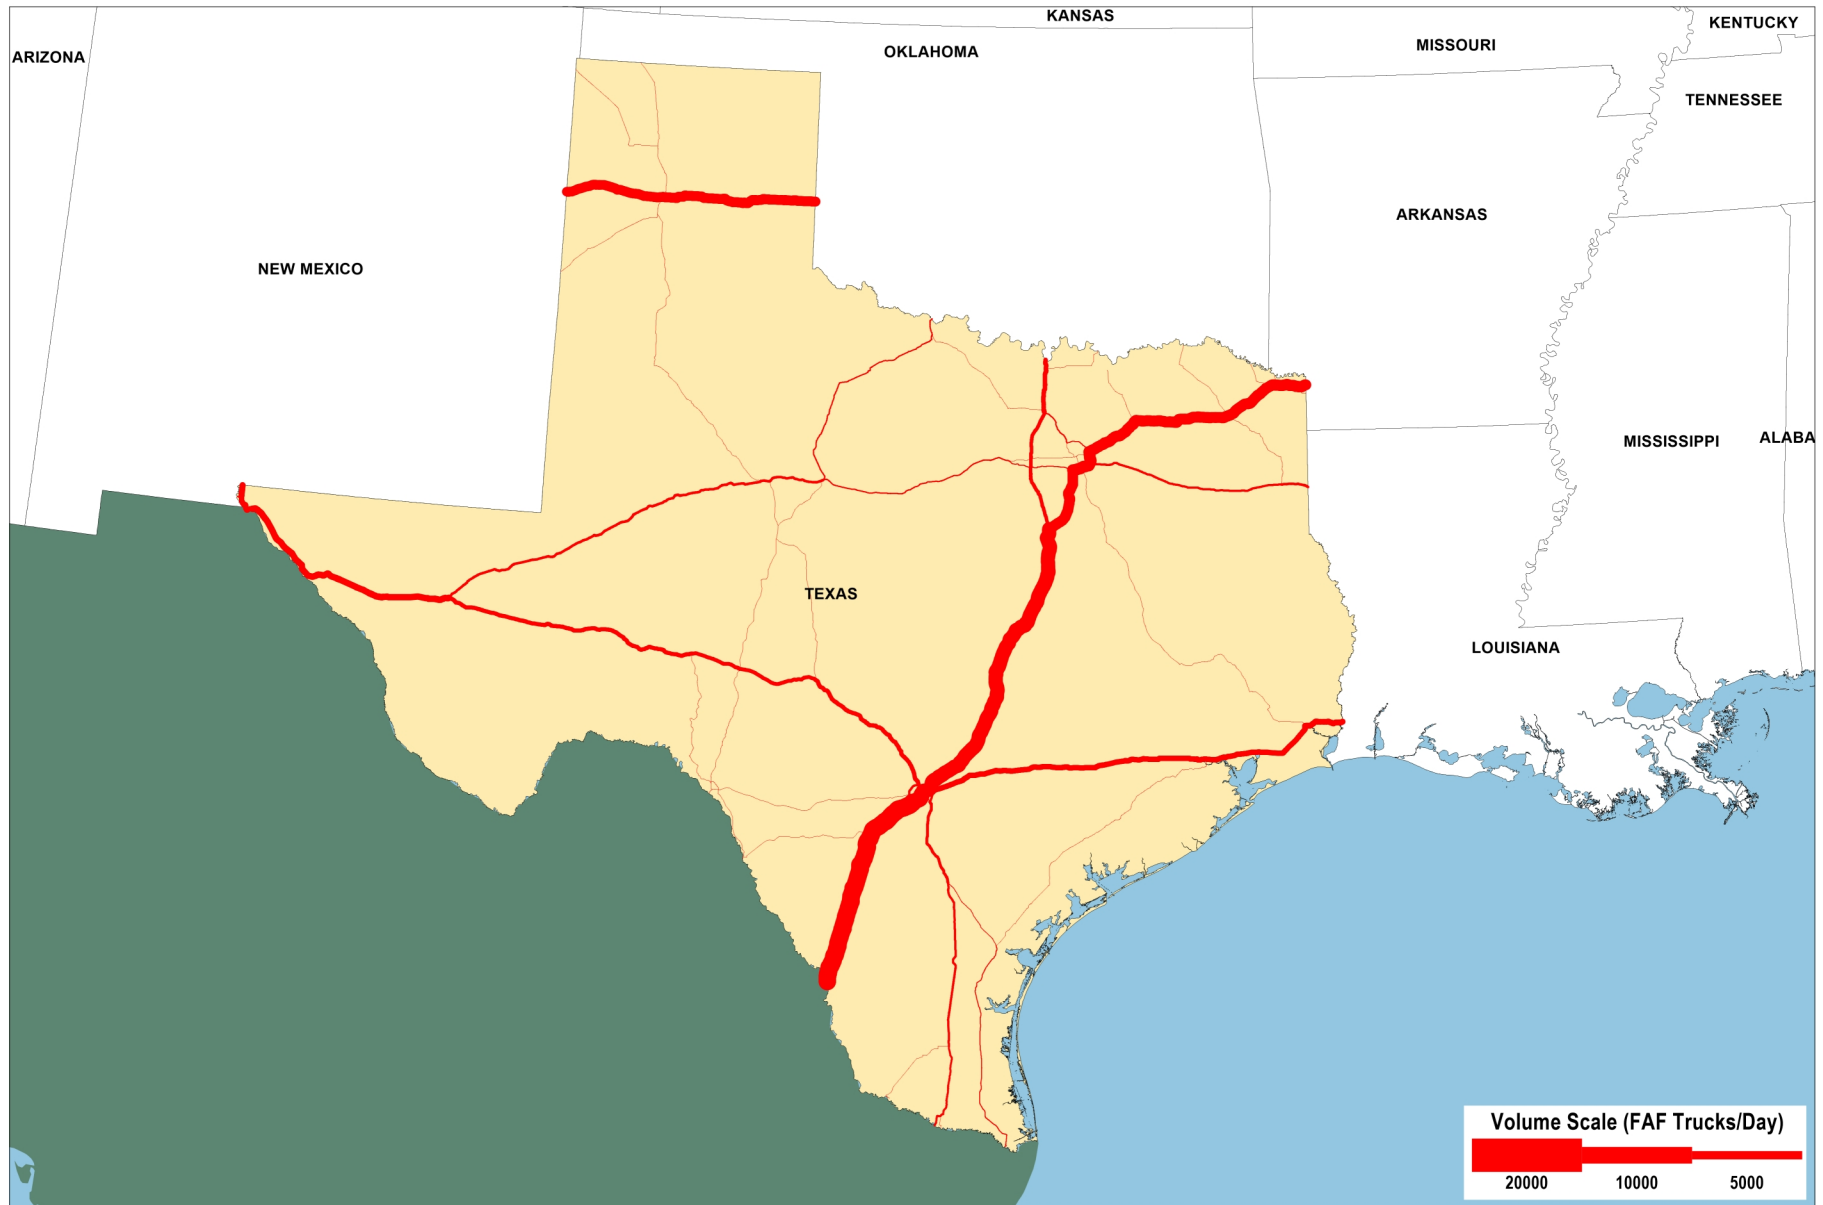 KANSAS
KENTUCKY
ARIZONA
OKLAHOMA
MISSOURI
TENNESSEE
ARKANSAS
NEW MEXICO
MISSISSIPPI
ALABA
TEXAS
LOUISIANA
Volume Scale (FAF Trucks/Day)
20000 10000 5000